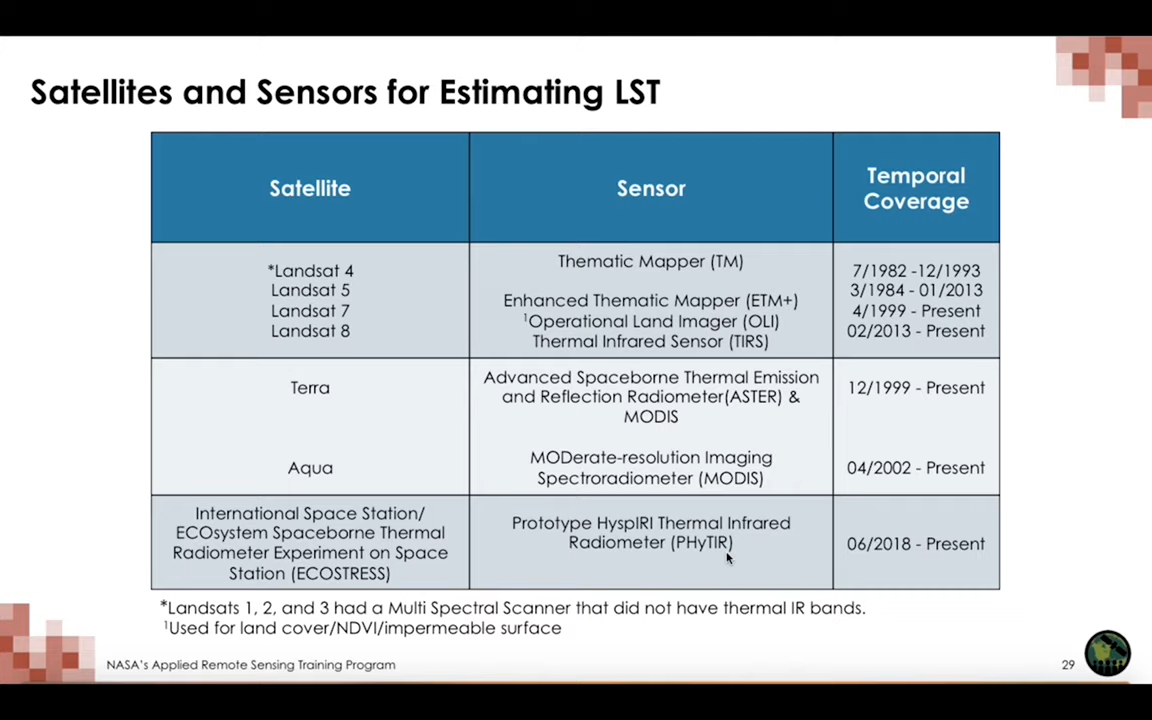 Satellites and Sensors for Estimating LST
Satellite
Sensor
Temporal
Coverage
*Landsat 4
Landsat 5
Landsat 7
Landsat 8
Thematic Mapper (TM)
Enhanced Thematic Mapper (ETM+)
¹Operational Land Imager (OLI)
Thermal Infrared Sensor (TIRS)
7/1982 -12/1993
3/1984 - 01/2013
4/1999 - Present
02/2013 - Present
Terra
Advanced Spaceborne Thermal Emission
and Reflection Radiometer(ASTER) &
MODIS
12/1999 - Present
Aqua
MODerate-resolution Imaging
Spectroradiometer (MODIS)
04/2002 - Present
International Space Station/
ECOsystem Spaceborne Thermal
Radiometer Experiment on Space
Station (ECOSTRESS)
Prototype HyspIRI Thermal Infrared
Radiometer (PHyTIR)
06/2018 - Present
*Landsats 1, 2, and 3 had a Multi Spectral Scanner that did not have thermal IR bands.
¹Used for land cover/NDVI/impermeable surface
NASA's Applied Remote Sensing Training Program
29